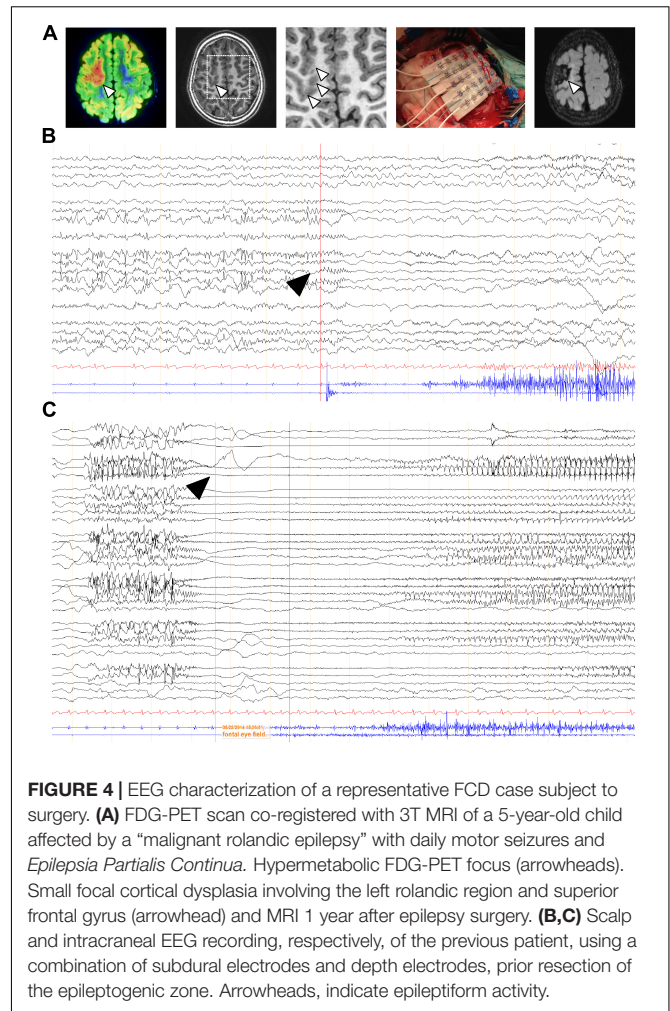 A
B
C
fontal eye field
FIGURE 4 | EEG characterization of a representative FCD case subject to
surgery. (A) FDG-PET scan co-registered with 3T MRI of a 5-year-old child
affected by a “malignant rolandic epilepsy” with daily motor seizures and
Epilepsia Partialis Continua. Hypermetabolic FDG-PET focus (arrowheads).
Small focal cortical dysplasia involving the left rolandic region and superior
frontal gyrus (arrowhead) and MRI 1 year after epilepsy surgery. (B,C) Scalp
and intracraneal EEG recording, respectively, of the previous patient, using a
combination of subdural electrodes and depth electrodes, prior resection of
the epileptogenic zone. Arrowheads, indicate epileptiform activity.